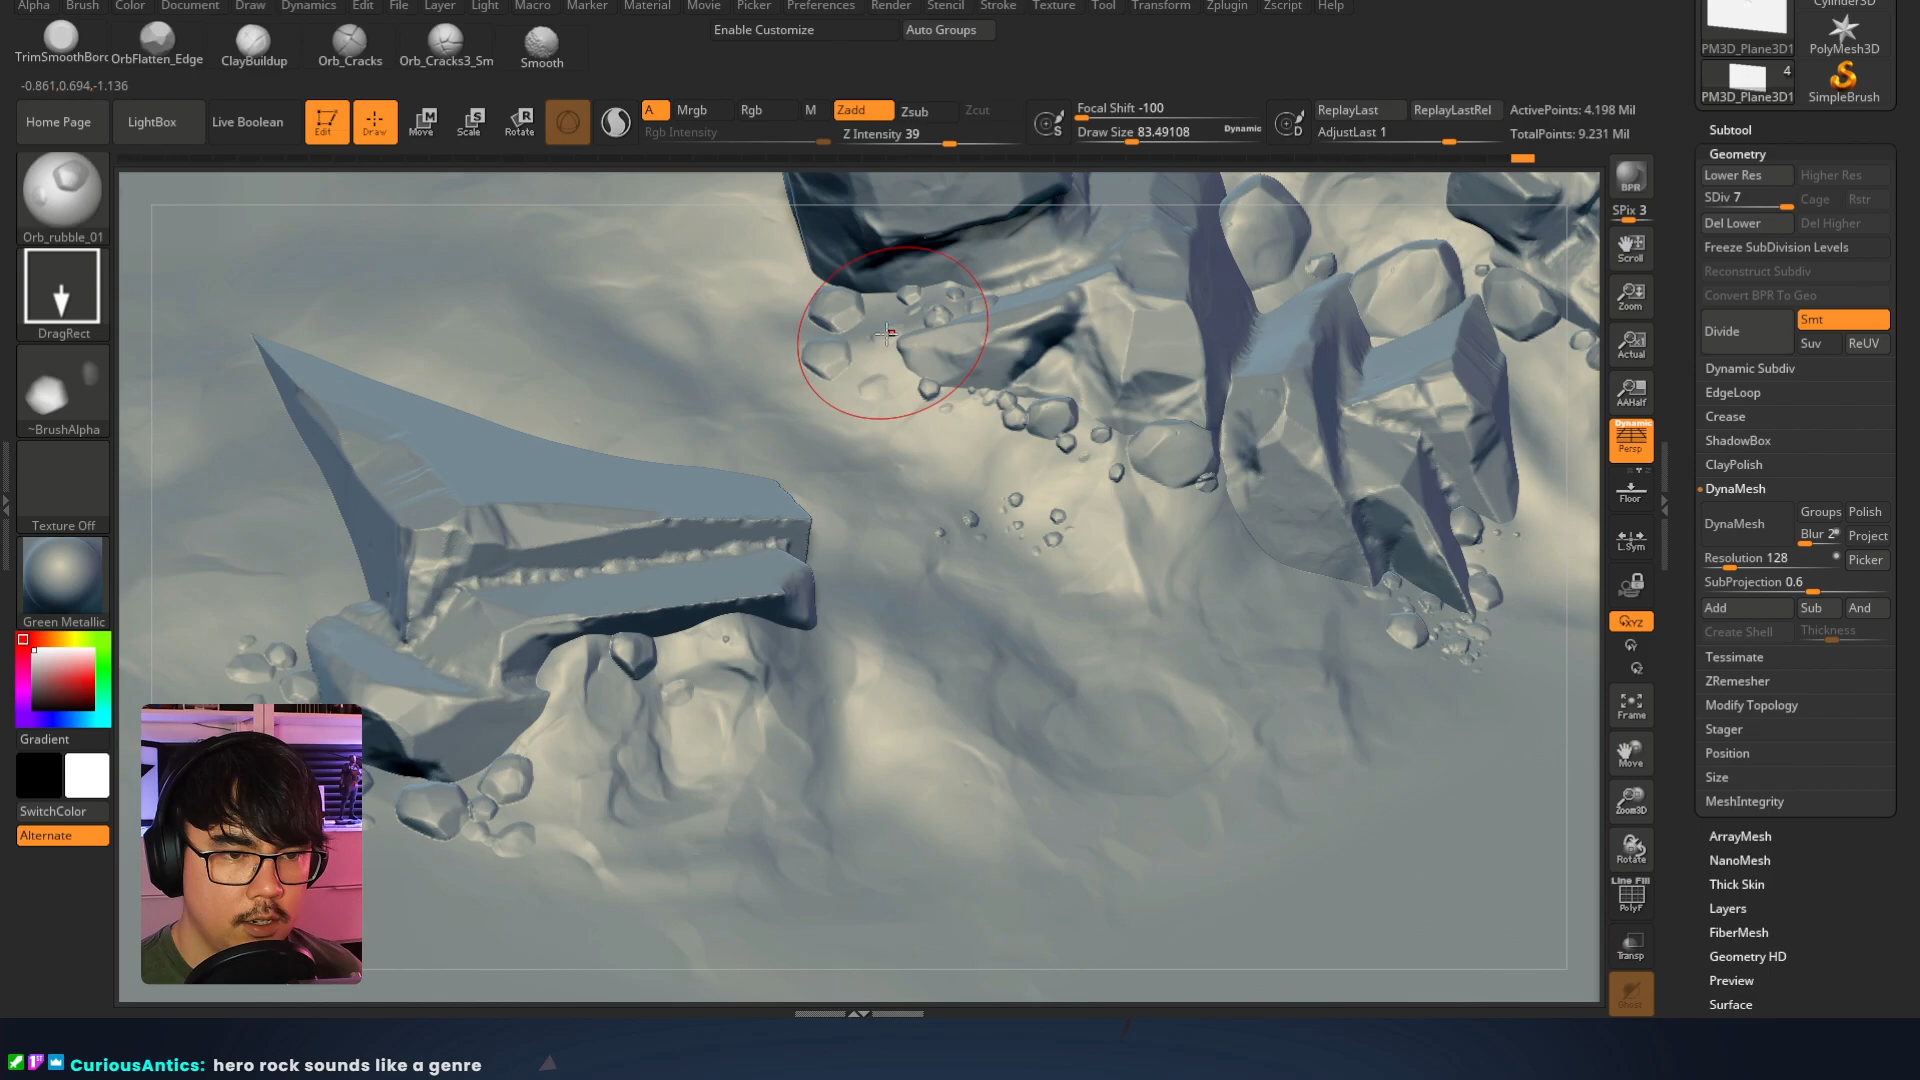 Alpha Brush Color Document Draw Dynamics Edit File Layer Light Macro Marker Material Movie Picker Preferences Render Stencil Stroke Texture Tool Transform Zplugin Zscript Help
Enable Customize Auto Groups
TrimSmoothBorc OrbFlatten_Edge ClayBuildup Orb_Cracks Orb_Cracks3_Sm Smooth
-0.861,0.694,-1.136
Home Page LightBox Live Boolean Edit Draw Move Scale Rotate
A Mrgb Rgb M Zadd Zsub Zcut
Rgb Intensity Z Intensity 39
Focal Shift -100
Draw Size 83.49108 Dynamic
S D
ReplayLast ReplayLastRel
AdjustLast 1
ActivePoints: 4.198 Mil
TotalPoints: 9.231 Mil
Orb_rubble_01
DragRect
~BrushAlpha
Texture Off
Green Metallic
Gradient
SwitchColor
Alternate
BPR
SPix 3
Scroll
Zoom
Actual
AAHalf
Dynamic
Persp
Floor
L.Sym
XYZ
Frame
Move
Zoom3D
Rotate
Line Fill
PolyF
Transp
Ghost
Cylinder3D
PM3D_Plane3D1 PolyMesh3D
4
PM3D_Plane3D1 SimpleBrush
Subtool
Geometry
Lower Res Higher Res
SDiv 7 Cage Rstr
Del Lower Del Higher
Freeze SubDivision Levels
Reconstruct Subdiv
Convert BPR To Geo
Divide Smt
Suv ReUV
Dynamic Subdiv
EdgeLoop
Crease
ShadowBox
ClayPolish
DynaMesh
DynaMesh Groups Polish
Blur 2 Project
Resolution 128 Picker
SubProjection 0.6
Add Sub And
Create Shell Thickness
Tessimate
ZRemesher
Modify Topology
Stager
Position
Size
MeshIntegrity
ArrayMesh
NanoMesh
Thick Skin
Layers
FiberMesh
Geometry HD
Preview
Surface
CuriousAntics: hero rock sounds like a genre